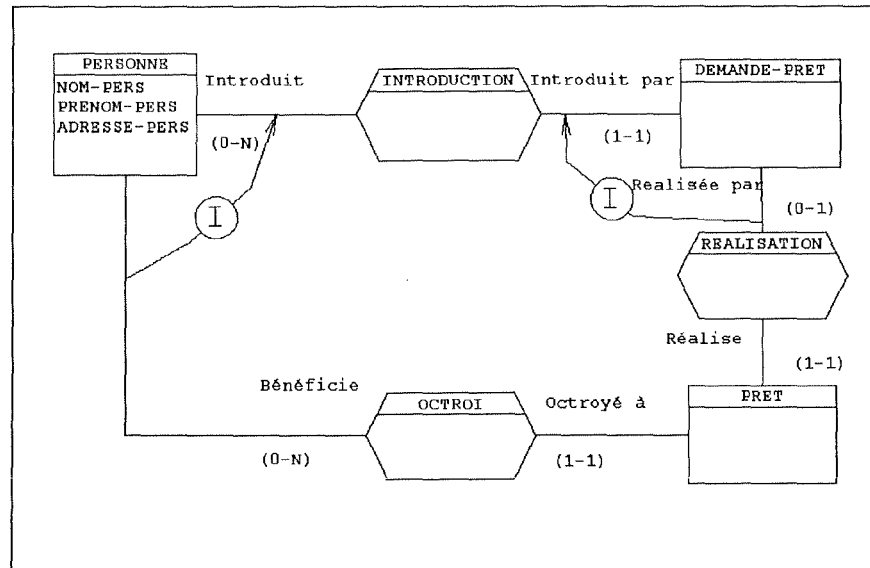 PERSONNE
NOM-PERS
PRENOM-PERS
ADRESSE-PERS
Introduit
(0-N)
INTRODUCTION
Introduit par
(1-1)
DEMANDE-PRET
I
I
Realisée par
(0-1)
REALISATION
Réalise
(1-1)
Bénéficie
(0-N)
OCTROI
Octroyé à
(1-1)
PRET